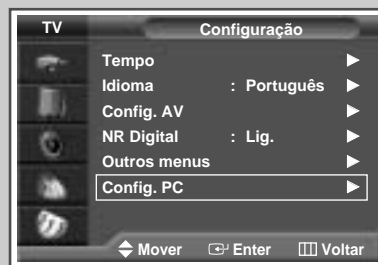 TV Configuração
Tempo
Idioma : Português
Config. AV
NR Digital : Lig.
Outros menus
Config. PC
Mover Enter Voltar